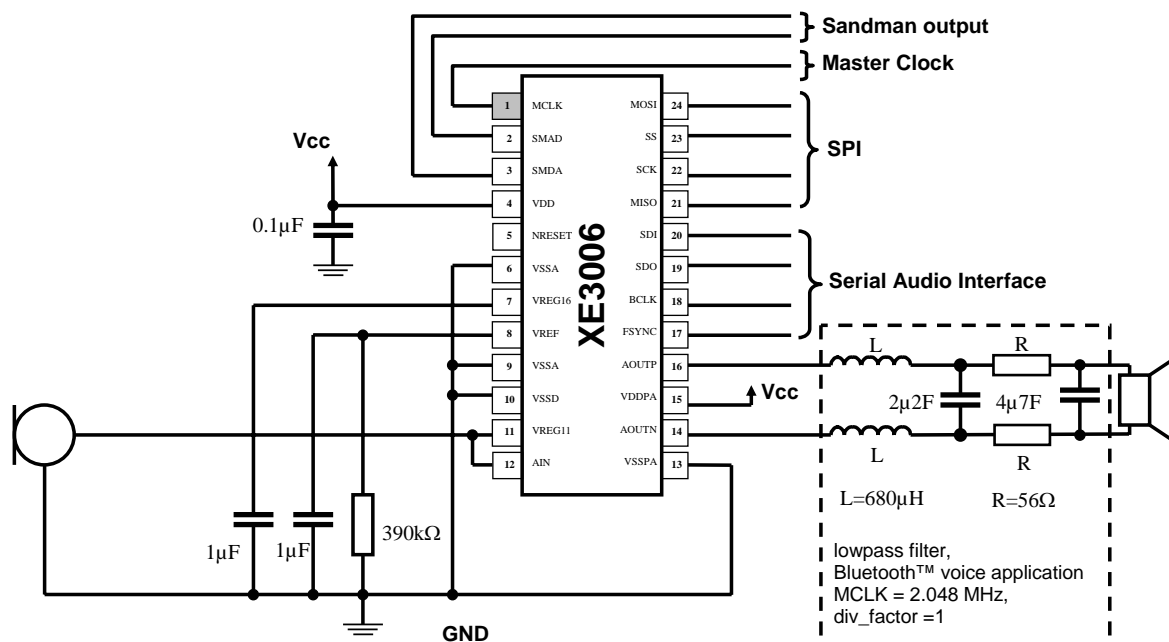 Sandman output
Master Clock
SPI
Serial Audio Interface
Vcc
0.1µF
XE3006
1 MCLK
2 SMAD
3 SMDA
4 VDD
5 NRESET
6 VSSA
7 VREG16
8 VREF
9 VSSA
10 VSSD
11 VREG11
12 AIN
MOSI 24
SS 23
SCK 22
MISO 21
SDI 20
SDO 19
BCLK 18
FSYNC 17
AOUTP 16
VDDPA 15
AOUTN 14
VSSPA 13
Vcc
L R
2µ2F 4µ7F
L R
L=680µH R=56Ω
lowpass filter,
Bluetooth™ voice application
MCLK = 2.048 MHz,
div_factor =1
1µF 1µF 390kΩ
GND